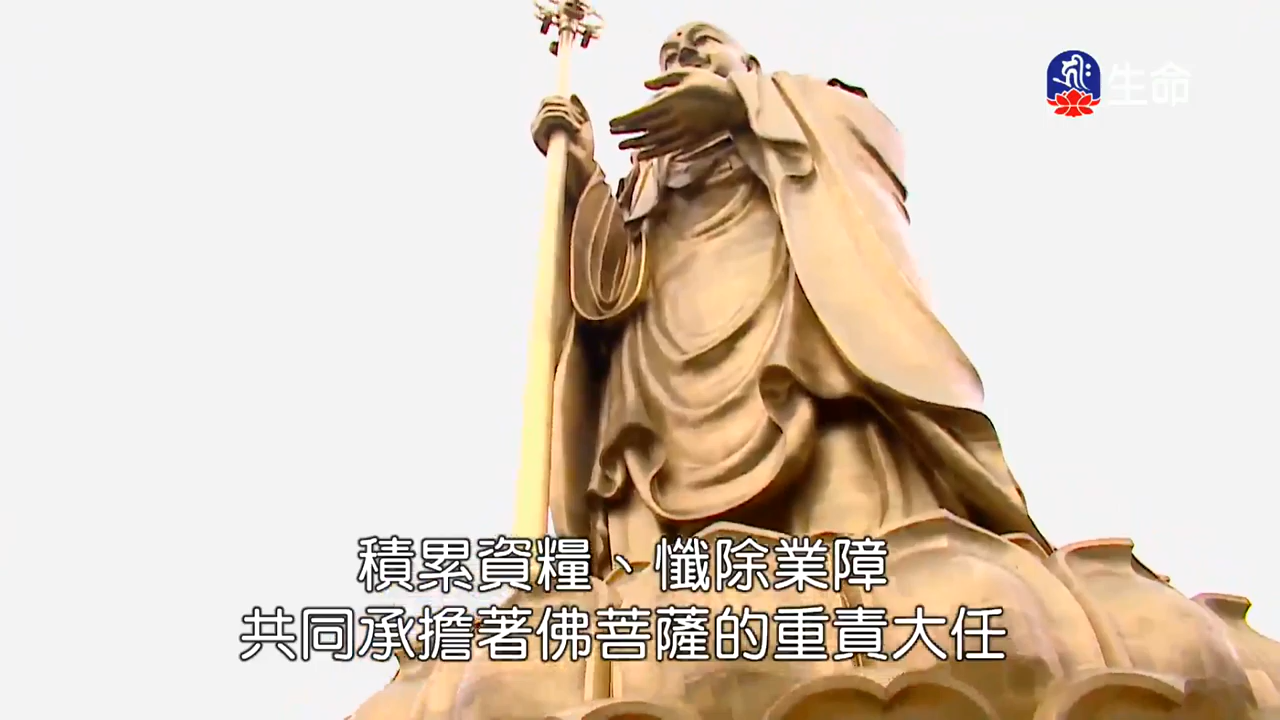 生命
積累資糧、懺除業障
共同承擔著佛菩薩的重責大任